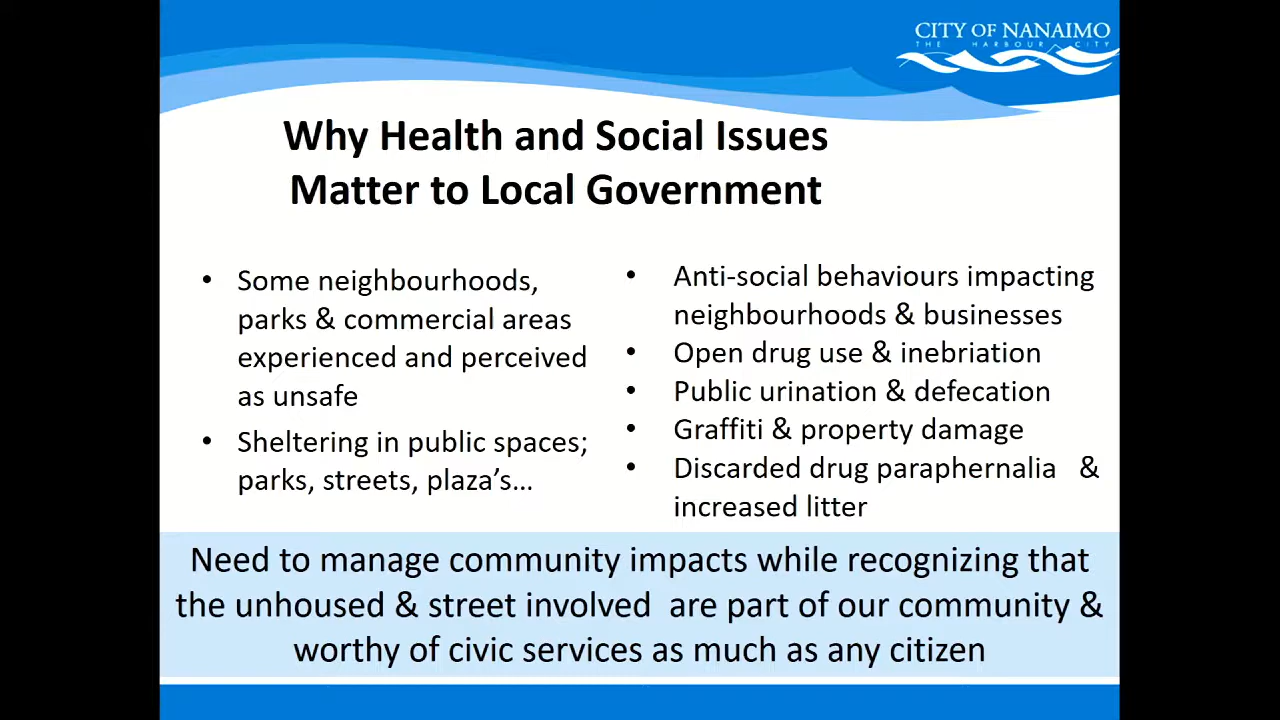 CITY OF NANAIMO
THE HARBOUR CITY
Why Health and Social Issues
Matter to Local Government
• Some neighbourhoods,
parks & commercial areas
experienced and perceived
as unsafe
• Sheltering in public spaces;
parks, streets, plaza’s…
• Anti-social behaviours impacting
neighbourhoods & businesses
• Open drug use & inebriation
• Public urination & defecation
• Graffiti & property damage
• Discarded drug paraphernalia &
increased litter
Need to manage community impacts while recognizing that
the unhoused & street involved are part of our community &
worthy of civic services as much as any citizen